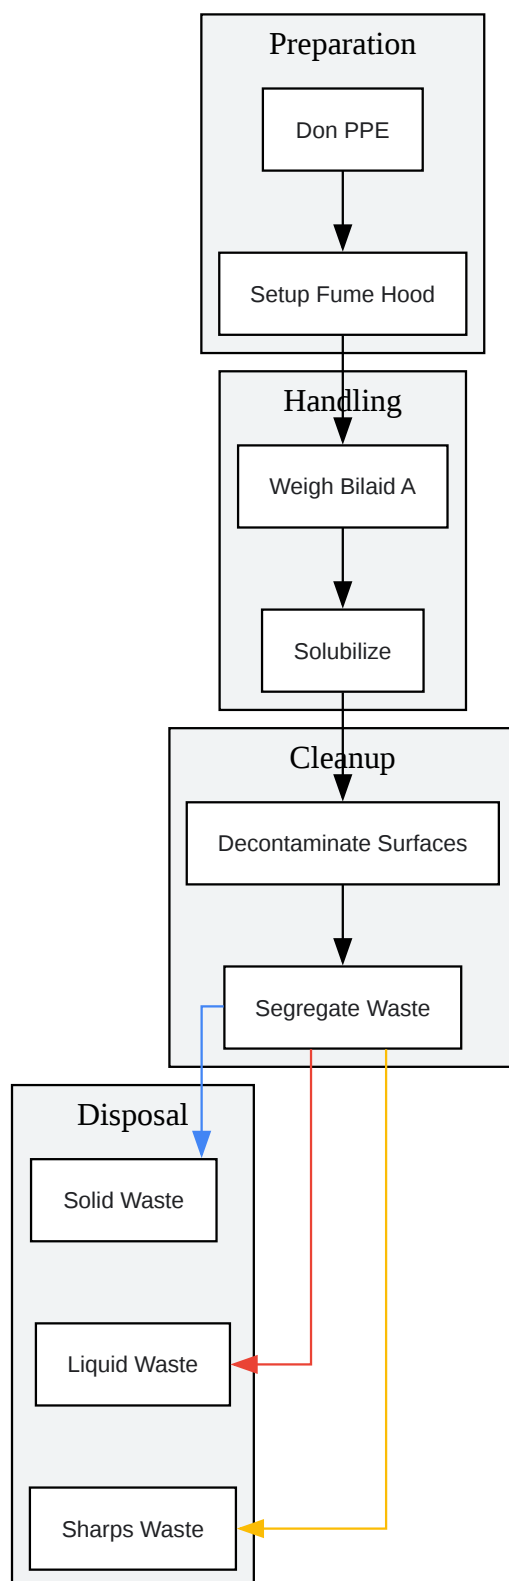 Preparation
Don PPE
Setup Fume Hood
Handling
Weigh Bilaid A
Solubilize
Cleanup
Decontaminate Surfaces
Segregate Waste
Disposal
Solid Waste
Liquid Waste
Sharps Waste